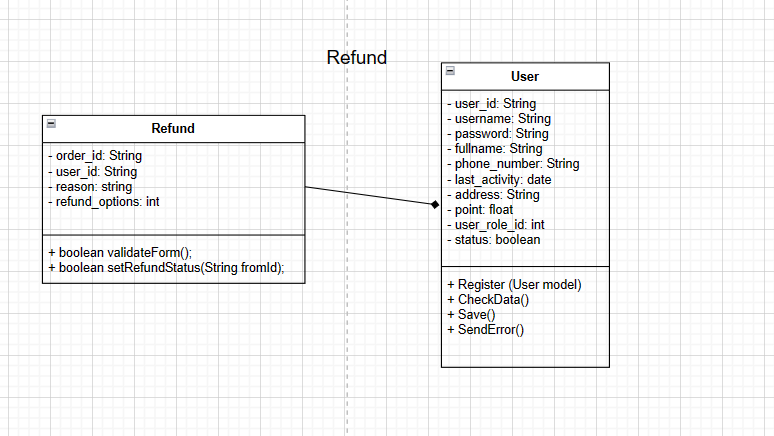 Refund
Refund
- order_id: String
- user_id: String
- reason: string
- refund_options: int
+ boolean validateForm();
+ boolean setRefundStatus(String fromId);
User
- user_id: String
- username: String
- password: String
- fullname: String
- phone_number: String
- last_activity: date
- address: String
- point: float
- user_role_id: int
- status: boolean
+ Register (User model)
+ CheckData()
+ Save()
+ SendError()